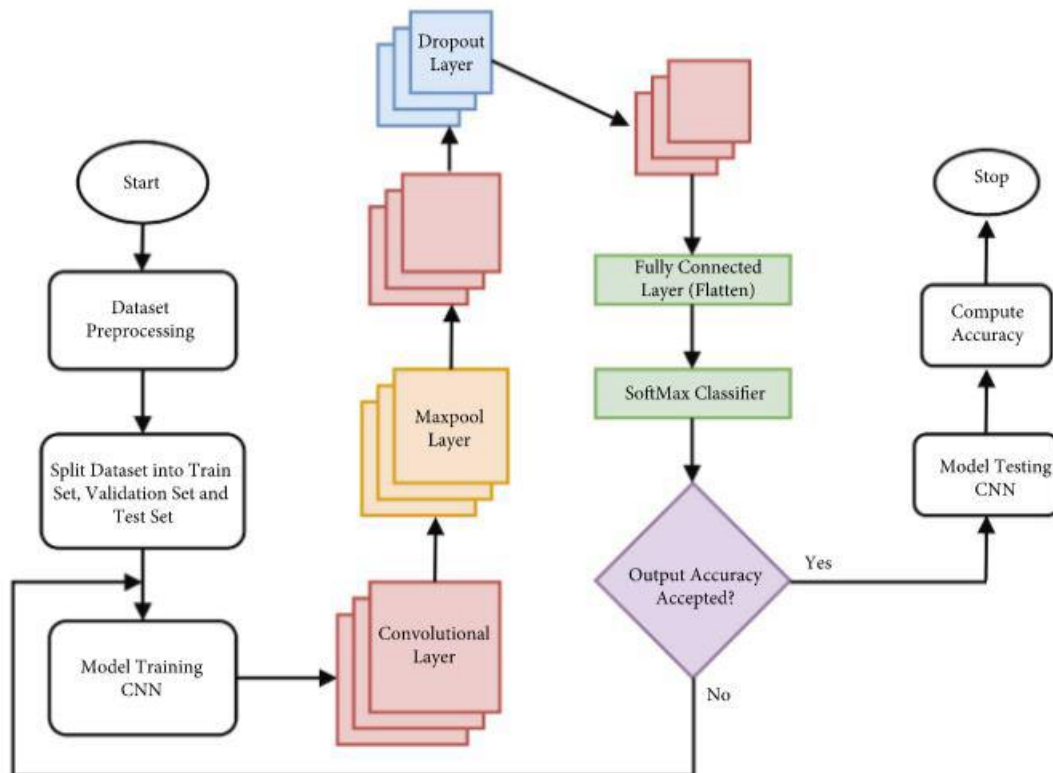 Start
Dataset
Preprocessing
Split Dataset into Train
Set, Validation Set and
Test Set
Model Training
CNN
Convolutional
Layer
Maxpool
Layer
Dropout
Layer
Fully Connected
Layer (Flatten)
SoftMax Classifier
Output Accuracy
Accepted?
Yes
No
Model Testing
CNN
Compute
Accuracy
Stop